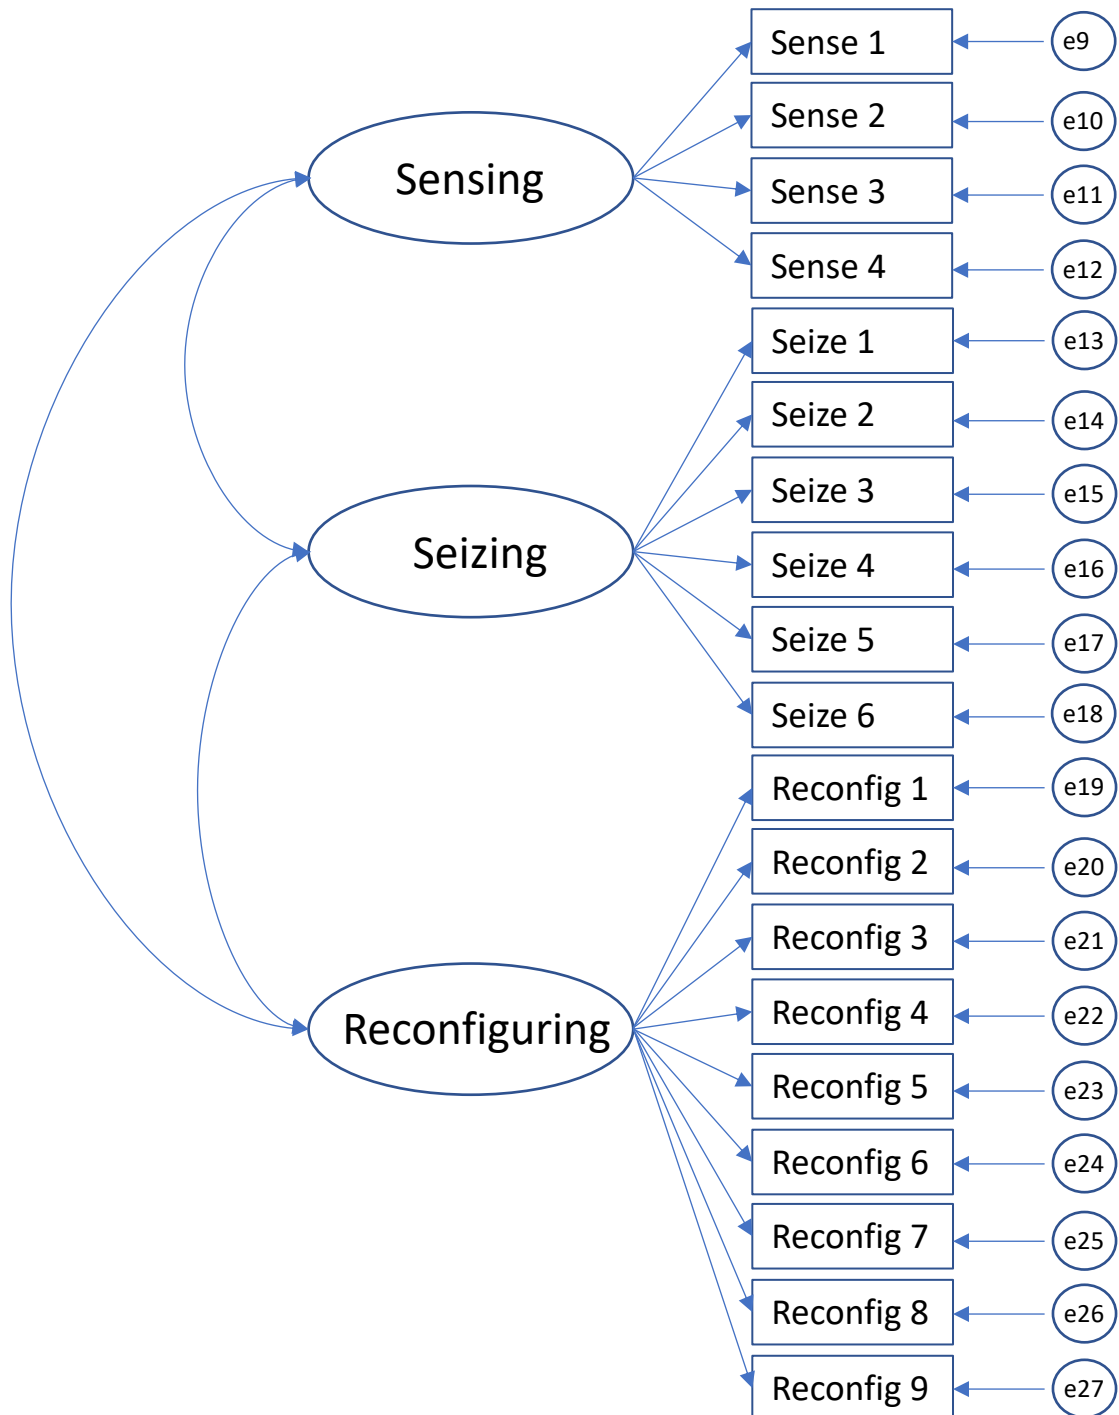 Sense 1
e9
Sense 2
e10
Sensing
Sense 3
e11
Sense 4
e12
Seize 1
e13
Seize 2
e14
Seize 3
e15
Seizing
Seize 4
e16
Seize 5
e17
Seize 6
e18
Reconfig 1
e19
Reconfig 2
e20
Reconfig 3
e21
Reconfiguring
Reconfig 4
e22
Reconfig 5
e23
Reconfig 6
e24
Reconfig 7
e25
Reconfig 8
e26
Reconfig 9
e27